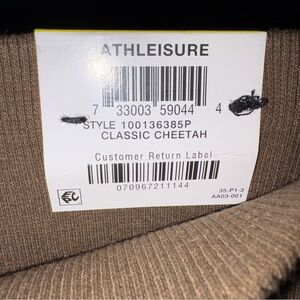 ATHLEISURE
7 33003 59044 4
STYLE 100136385P
CLASSIC CHEETAH
Customer Return Label
070967211144
35-P1-3
AA03-001